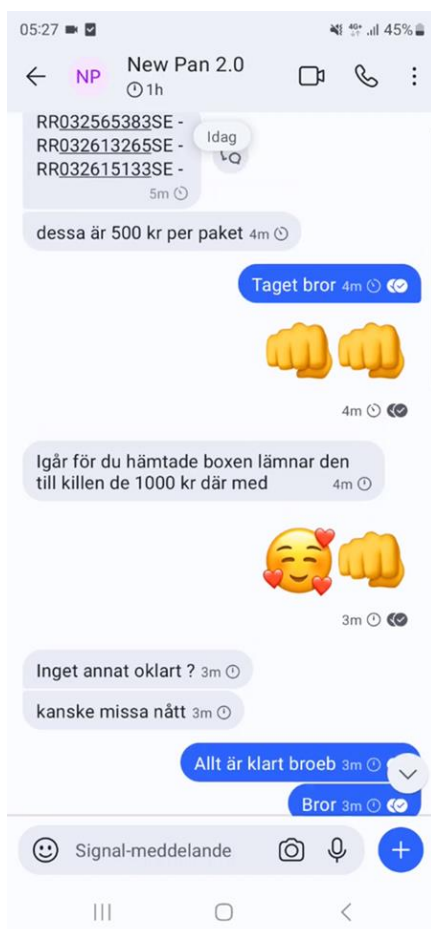 05:27
4G+
45%
NP
New Pan 2.0
1h
RR032565383SE -
RR032613265SE -
RR032615133SE -
5m
Idag
dessa är 500 kr per paket 4m
Taget bror 4m
4m
Igår för du hämtade boxen lämnar den
till killen de 1000 kr där med
4m
3m
Inget annat oklart ? 3m
kanske missa nått 3m
Allt är klart broeb 3m
Bror 3m
Signal-meddelande